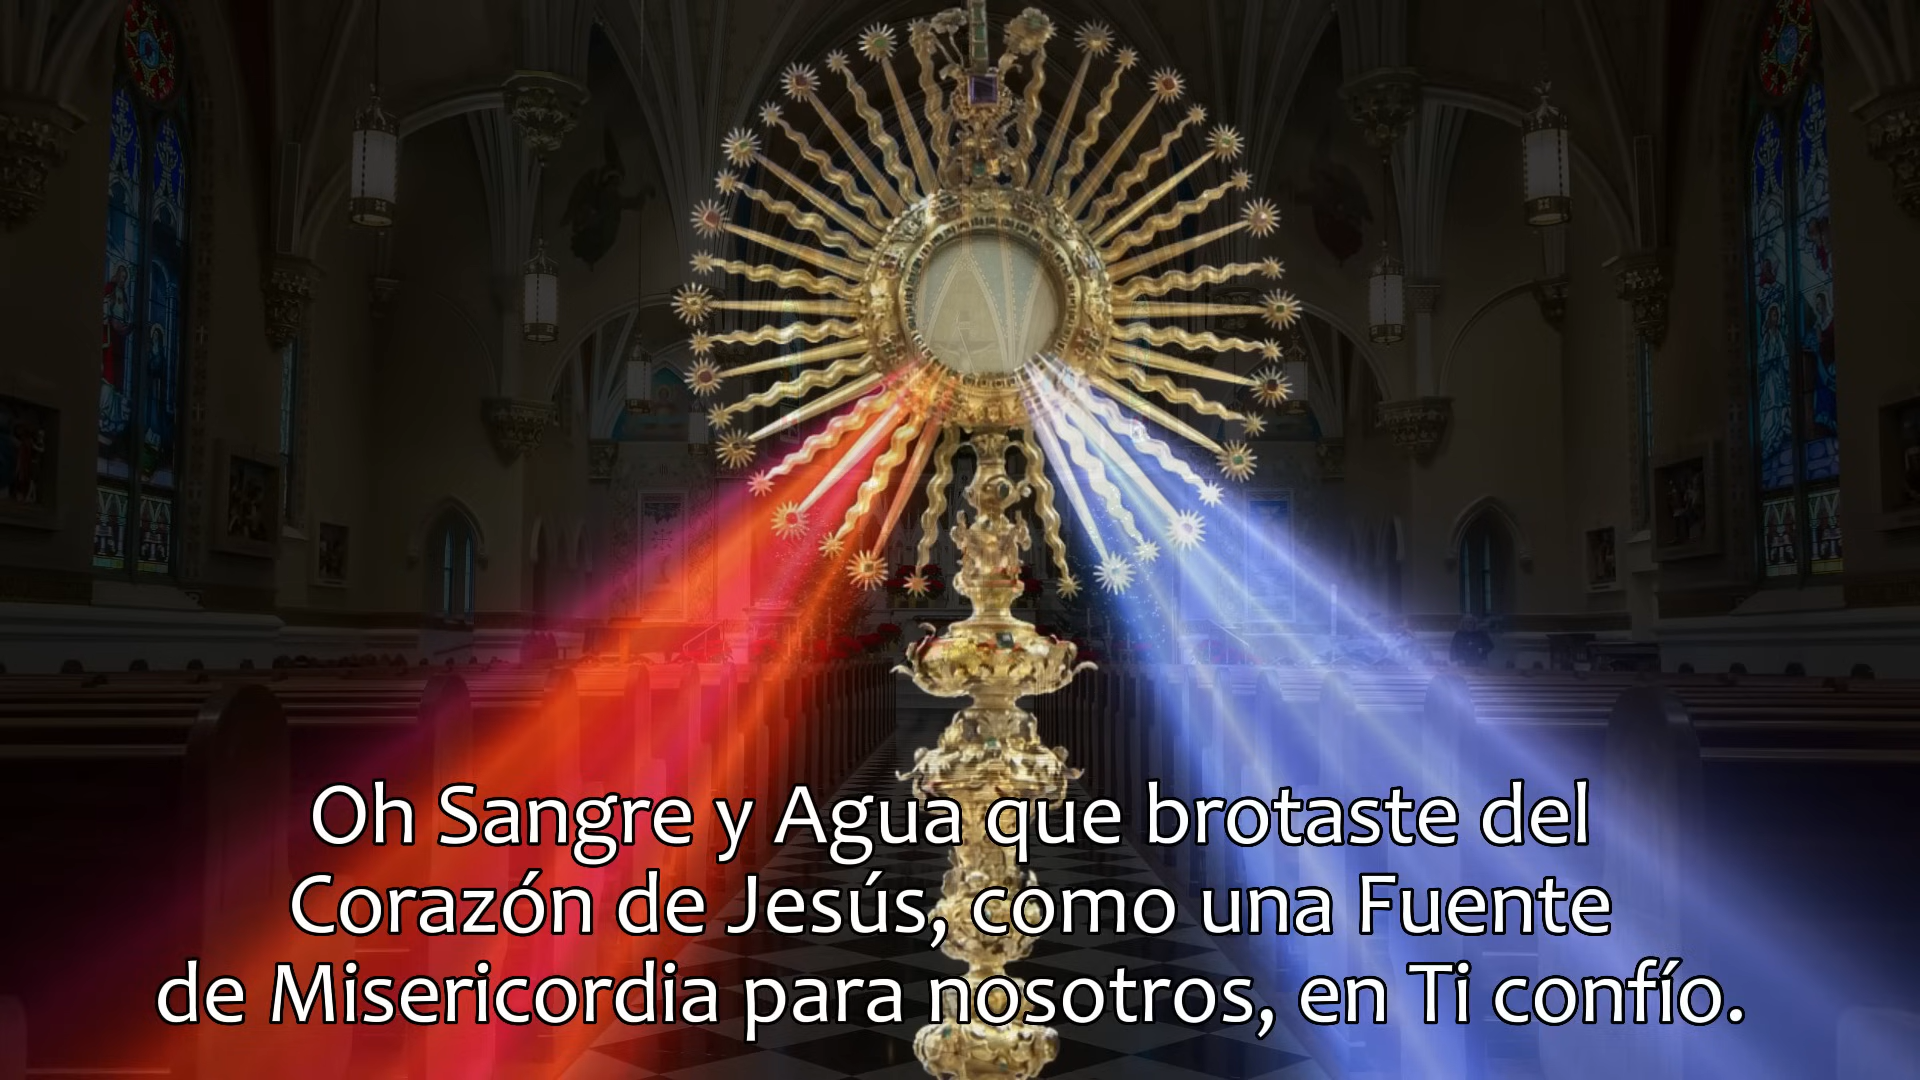 Oh Sangre y Agua que brotaste del
Corazón de Jesús, como una Fuente
de Misericordia para nosotros, en Ti confío.